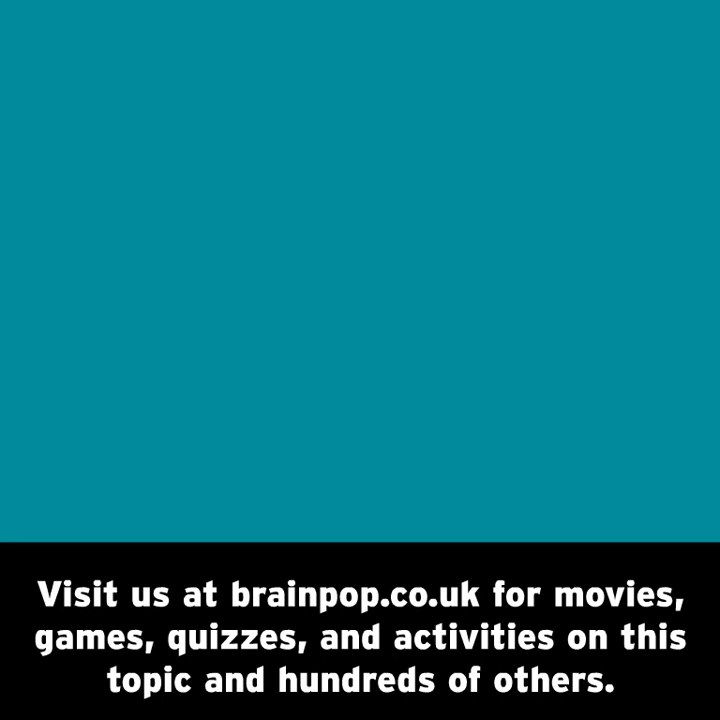 Visit us at brainpop.co.uk for movies,
games, quizzes, and activities on this
topic and hundreds of others.